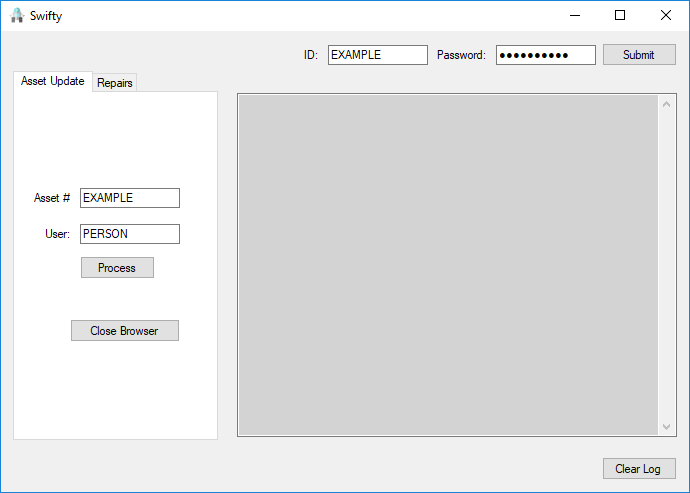 Swifty
ID: EXAMPLE Password: ●●●●●●●●●● Submit
Asset Update Repairs
Asset # EXAMPLE
User: PERSON
Process
Close Browser
Clear Log